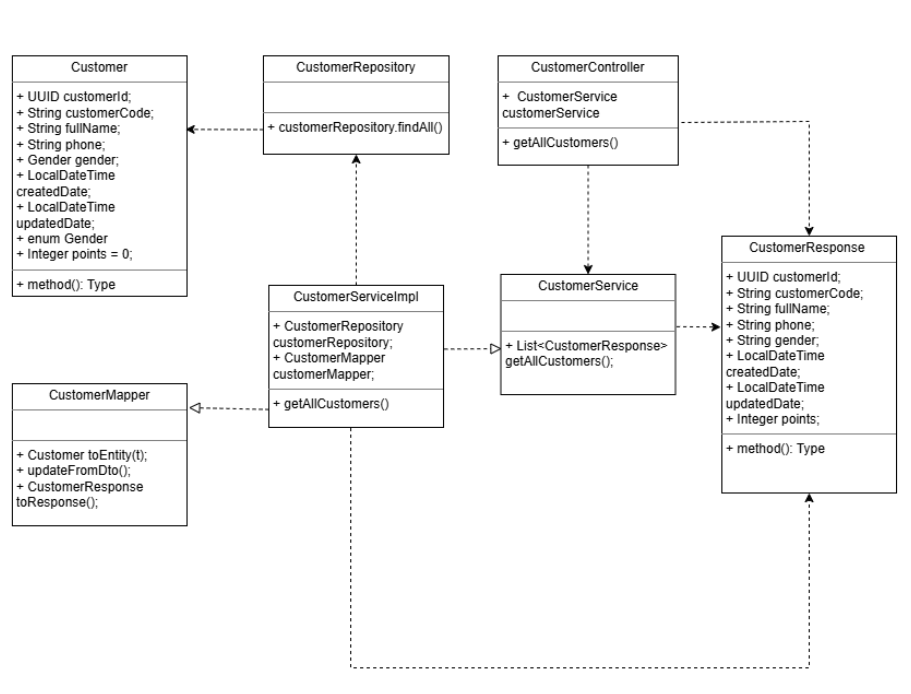 Customer
+ UUID customerId;
+ String customerCode;
+ String fullName;
+ String phone;
+ Gender gender;
+ LocalDateTime
createdDate;
+ LocalDateTime
updatedDate;
+ enum Gender
+ Integer points = 0;
+ method(): Type
CustomerRepository
+ customerRepository.findAll()
CustomerController
+ CustomerService
customerService
+ getAllCustomers()
CustomerServiceImpl
+ CustomerRepository
customerRepository;
+ CustomerMapper
customerMapper;
+ getAllCustomers()
CustomerService
+ List<CustomerResponse>
getAllCustomers();
CustomerResponse
+ UUID customerId;
+ String customerCode;
+ String fullName;
+ String phone;
+ String gender;
+ LocalDateTime
createdDate;
+ LocalDateTime
updatedDate;
+ Integer points;
+ method(): Type
CustomerMapper
+ Customer toEntity(t);
+ updateFromDto();
+ CustomerResponse
toResponse();